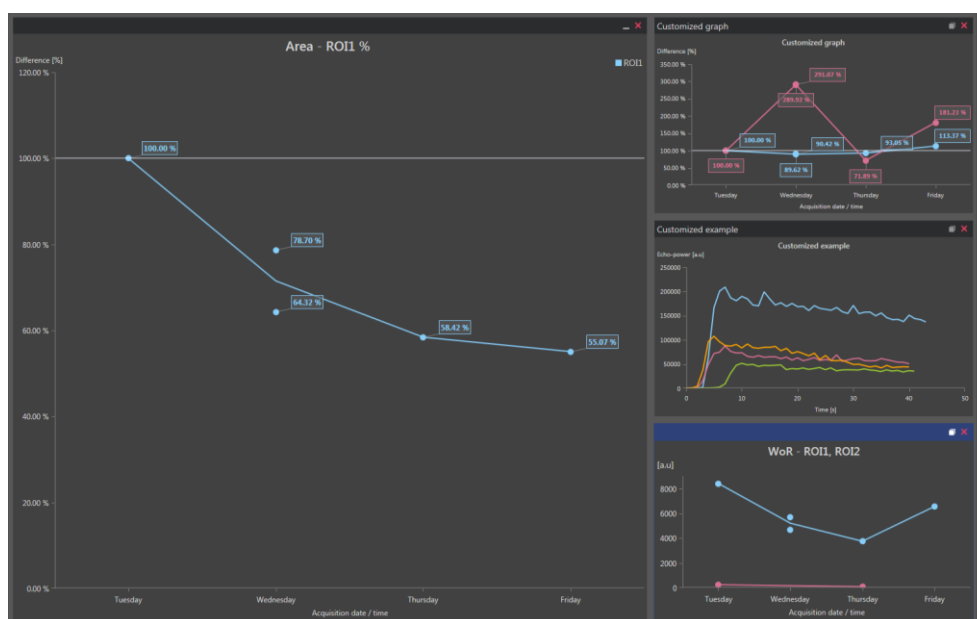 Area - ROI1 %
Difference [%]
ROI1
120.00 %
100.00 %
80.00 %
60.00 %
40.00 %
20.00 %
0.00 %
100.00 %
78.70 %
64.32 %
58.42 %
55.07 %
Tuesday
Wednesday
Thursday
Friday
Acquisition date / time
Customized graph
Customized graph
Difference [%]
350.00 %
300.00 %
250.00 %
200.00 %
150.00 %
100.00 %
50.00 %
0.00 %
291.07 %
289.02 %
181.23 %
100.00 %
90.42 %
93.05 %
113.37 %
100.00 %
89.62 %
71.89 %
Tuesday
Wednesday
Thursday
Friday
Acquisition date / time
Customized example
Customized example
Echo-power [a.u]
250000
200000
150000
100000
50000
0
0
10
20
30
40
50
Time [s]
WoR - ROI1, ROI2
[a.u]
8000
6000
4000
2000
0
Tuesday
Wednesday
Thursday
Friday
Acquisition date / time